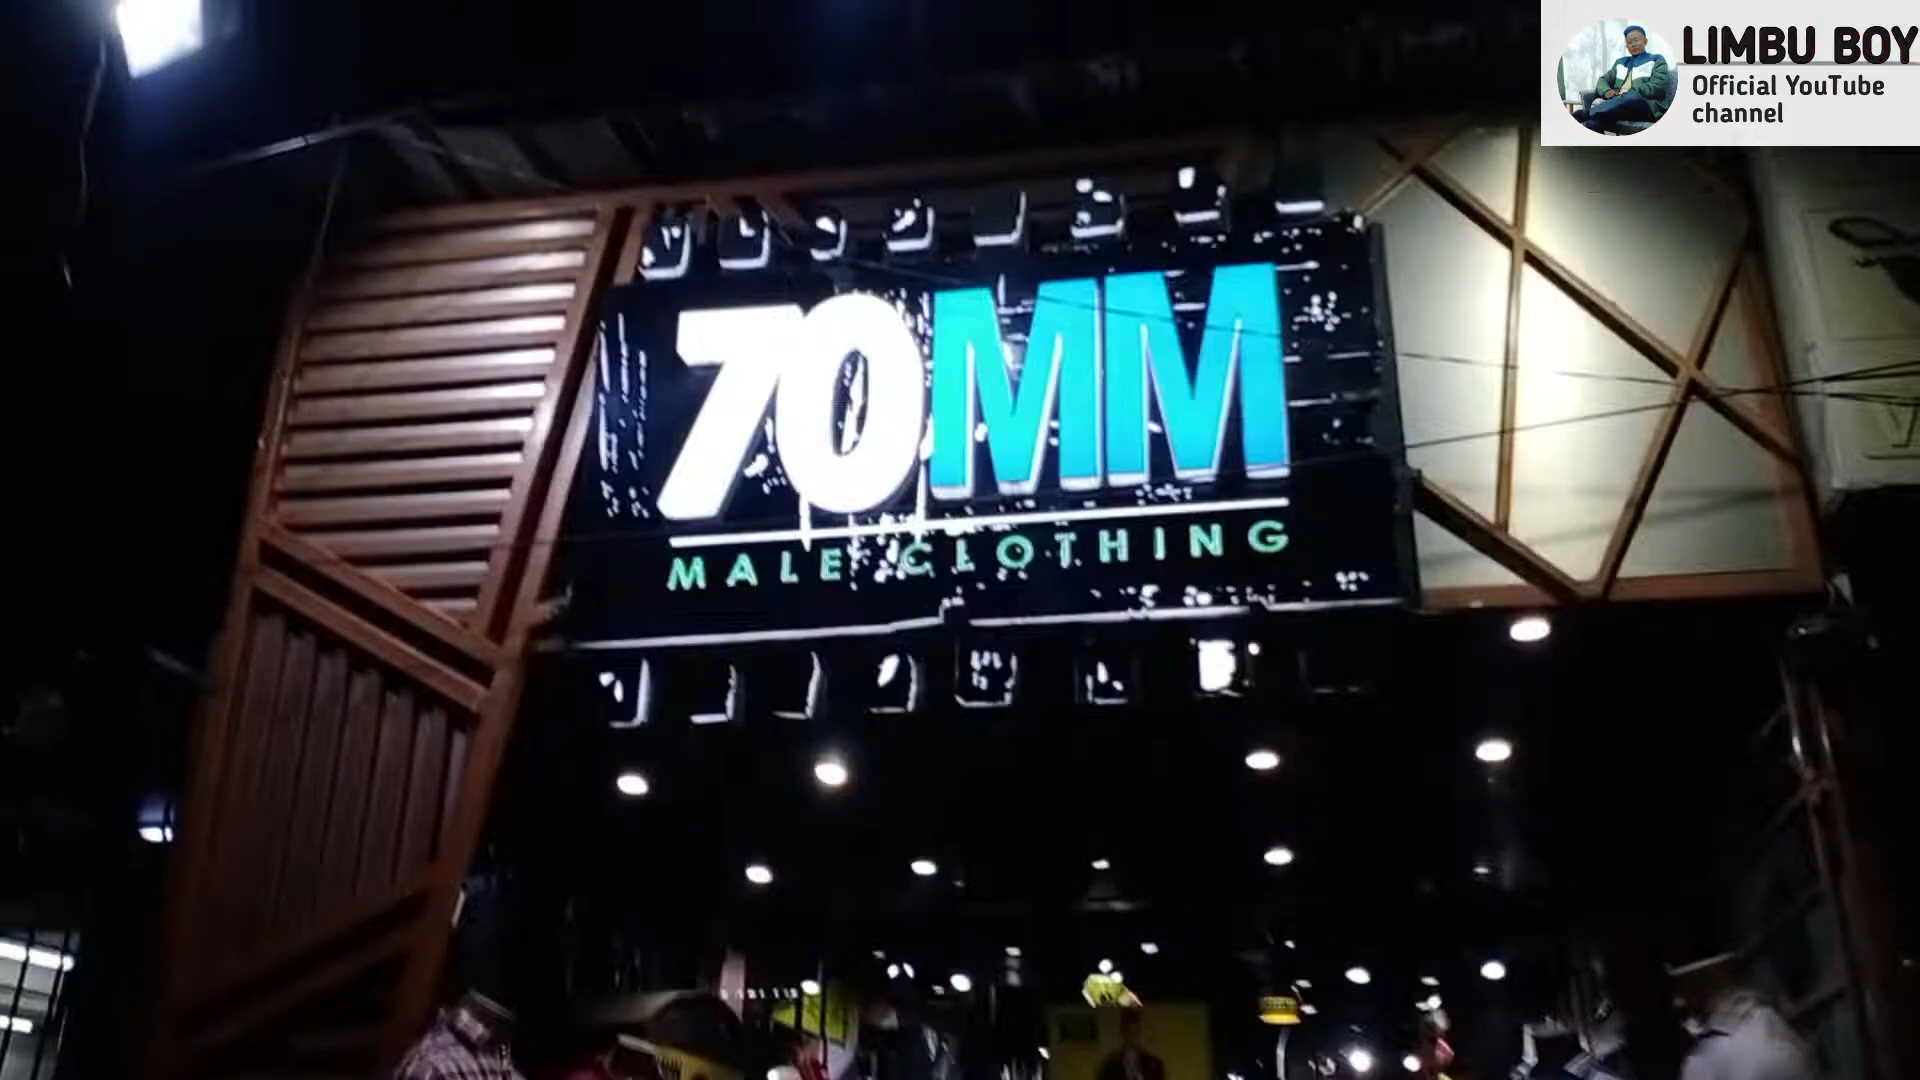 LIMBU BOY
Official YouTube
channel
70MM
MALE CLOTHING